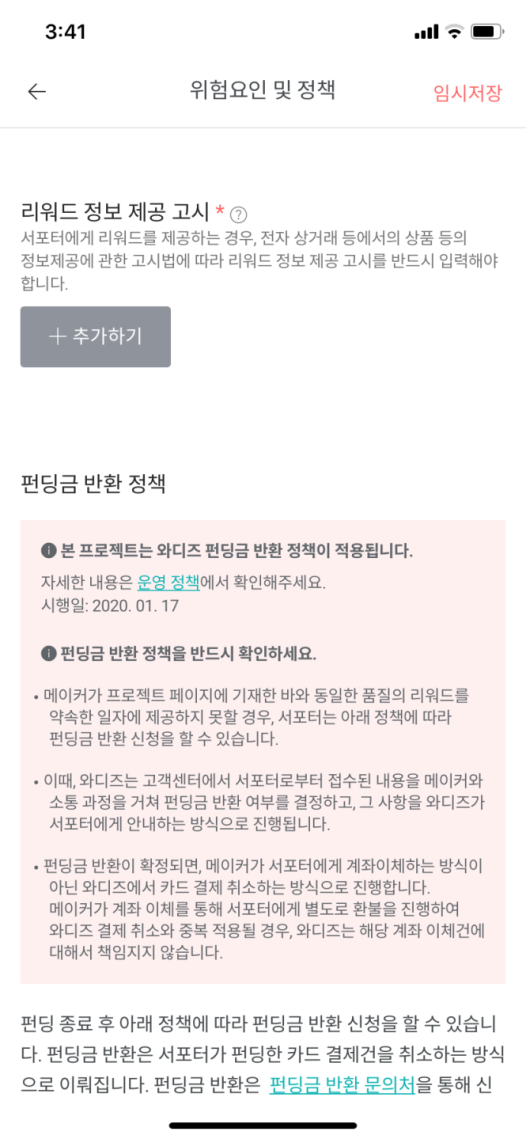 3:41
위험요인 및 정책
임시저장
리워드 정보 제공 고시 * ?
서포터에게 리워드를 제공하는 경우, 전자 상거래 등에서의 상품 등의
정보제공에 관한 고시법에 따라 리워드 정보 제공 고시를 반드시 입력해야
합니다.
+ 추가하기
펀딩금 반환 정책
본 프로젝트는 와디즈 펀딩금 반환 정책이 적용됩니다.
자세한 내용은 운영 정책에서 확인해주세요.
시행일: 2020. 01. 17
펀딩금 반환 정책을 반드시 확인하세요.
• 메이커가 프로젝트 페이지에 기재한 바와 동일한 품질의 리워드를
약속한 일자에 제공하지 못할 경우, 서포터는 아래 정책에 따라
펀딩금 반환 신청을 할 수 있습니다.
• 이때, 와디즈는 고객센터에서 서포터로부터 접수된 내용을 메이커와
소통 과정을 거쳐 펀딩금 반환 여부를 결정하고, 그 사항을 와디즈가
서포터에게 안내하는 방식으로 진행됩니다.
• 펀딩금 반환이 확정되면, 메이커가 서포터에게 계좌이체하는 방식이
아닌 와디즈에서 카드 결제 취소하는 방식으로 진행합니다.
메이커가 계좌 이체를 통해 서포터에게 별도로 환불을 진행하여
와디즈 결제 취소와 중복 적용될 경우, 와디즈는 해당 계좌 이체건에
대해서 책임지지 않습니다.
펀딩 종료 후 아래 정책에 따라 펀딩금 반환 신청을 할 수 있습니
다. 펀딩금 반환은 서포터가 펀딩한 카드 결제건을 취소하는 방식
으로 이뤄집니다. 펀딩금 반환은 펀딩금 반환 문의처을 통해 신